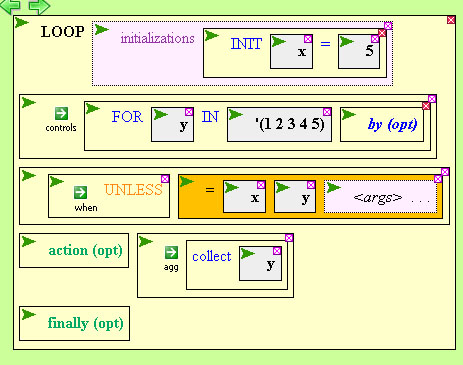 LOOP initializations INIT x = 5
controls FOR y IN '(1 2 3 4 5) by (opt)
when UNLESS = x y <args> ...
action (opt) agg collect y
finally (opt)